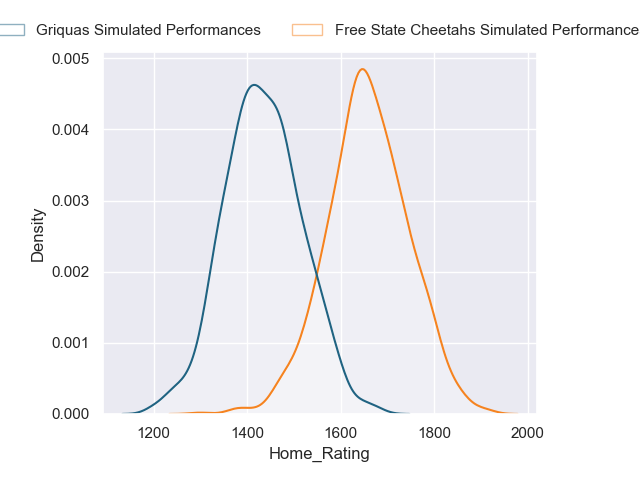 Griquas Simulated Performances Free State Cheetahs Simulated Performance
0.005
0.004
0.003
0.002
0.001
0.000
Density
1200 1400 1600 1800 2000
Home_Rating